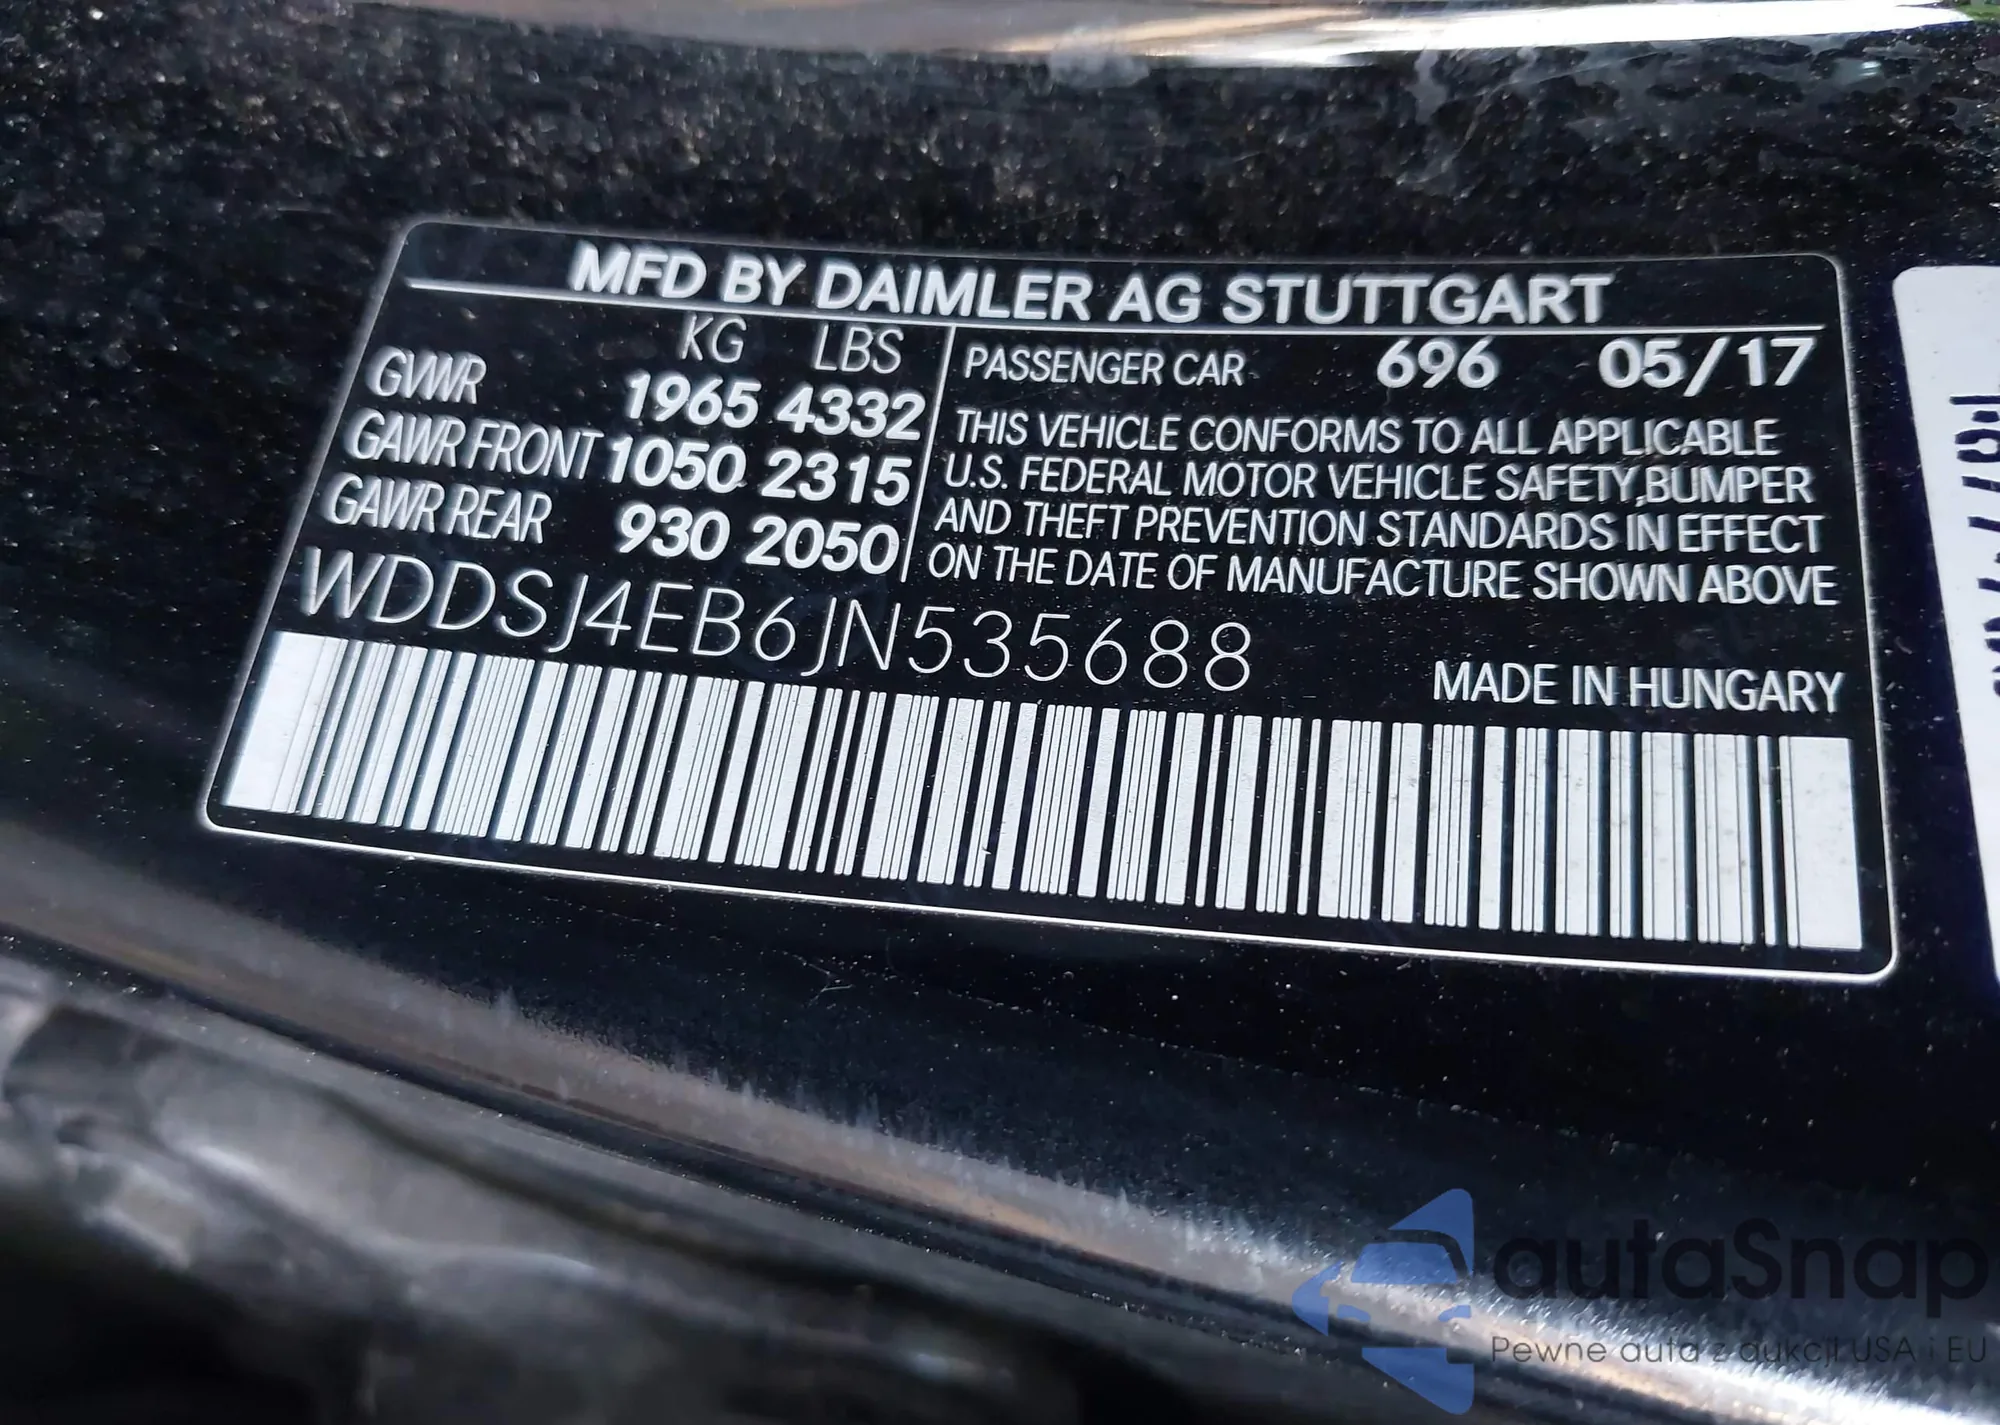 MFD BY DAIMLER AG STUTTGART
KG LBS
GVWR 1965 4332
GAWR FRONT 1050 2315
GAWR REAR 930 2050
PASSENGER CAR 696 05/17
THIS VEHICLE CONFORMS TO ALL APPLICABLE
U.S. FEDERAL MOTOR VEHICLE SAFETY,BUMPER
AND THEFT PREVENTION STANDARDS IN EFFECT
ON THE DATE OF MANUFACTURE SHOWN ABOVE
WDDSJ4EB6JN535688
MADE IN HUNGARY
autaSnap
Pewne auta z aukcji USA i EU